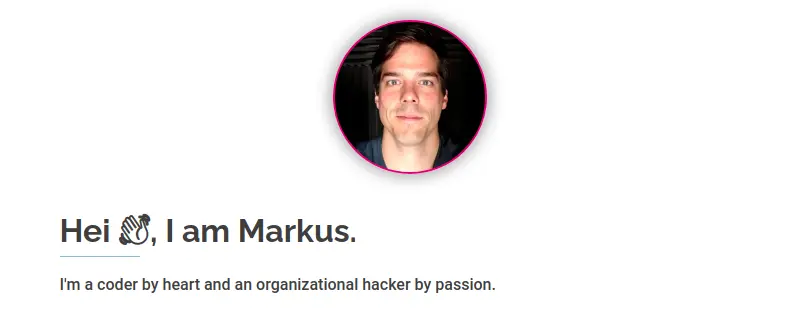 Hei 👋, I am Markus.
I'm a coder by heart and an organizational hacker by passion.